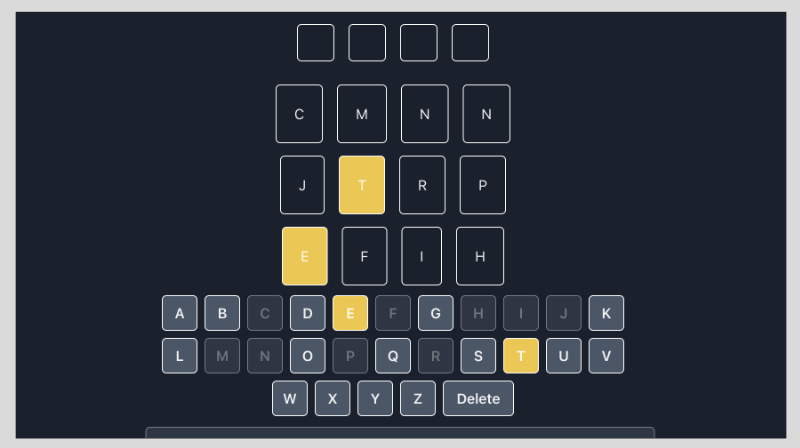 C M N N
J T R P
E F I H
A B C D E F G H I J K
L M N O P Q R S T U V
W X Y Z Delete